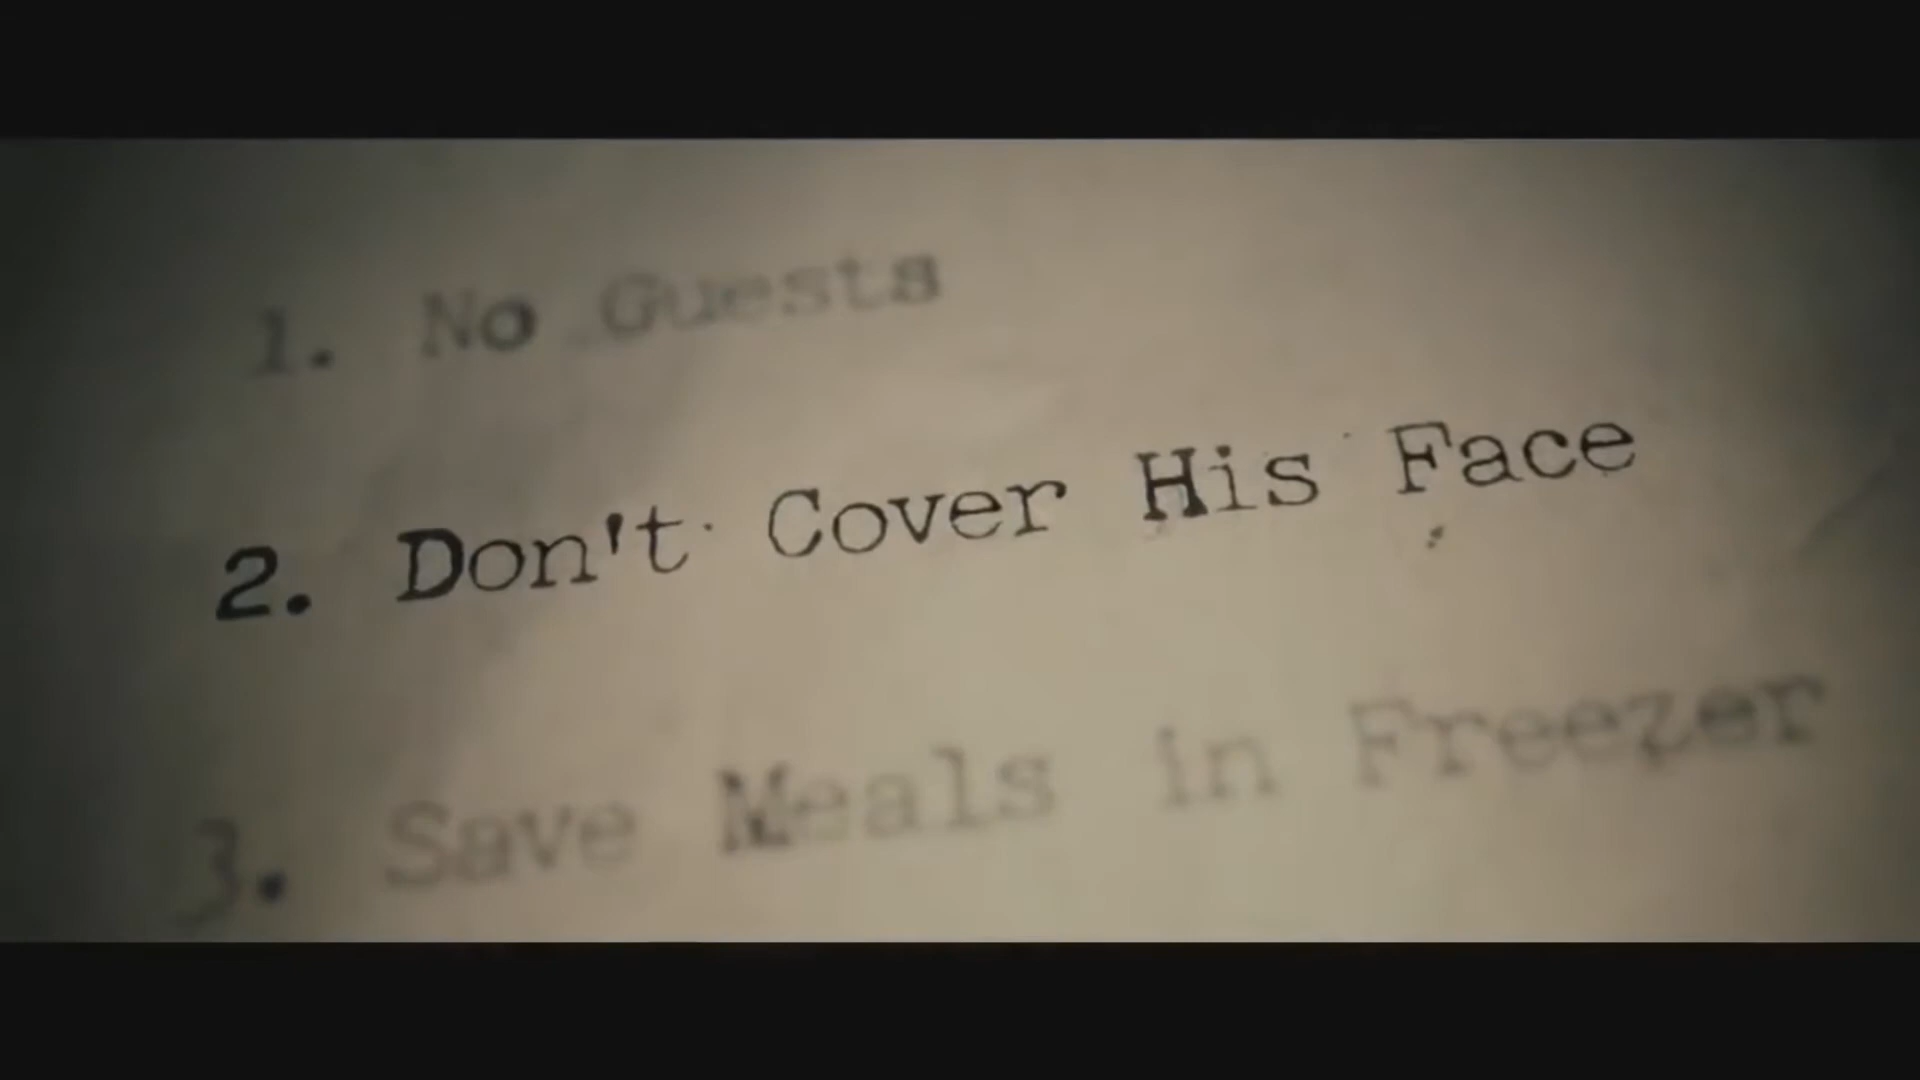 1. No Guests
2. Don't Cover His Face
3. Save Meals in Freezer